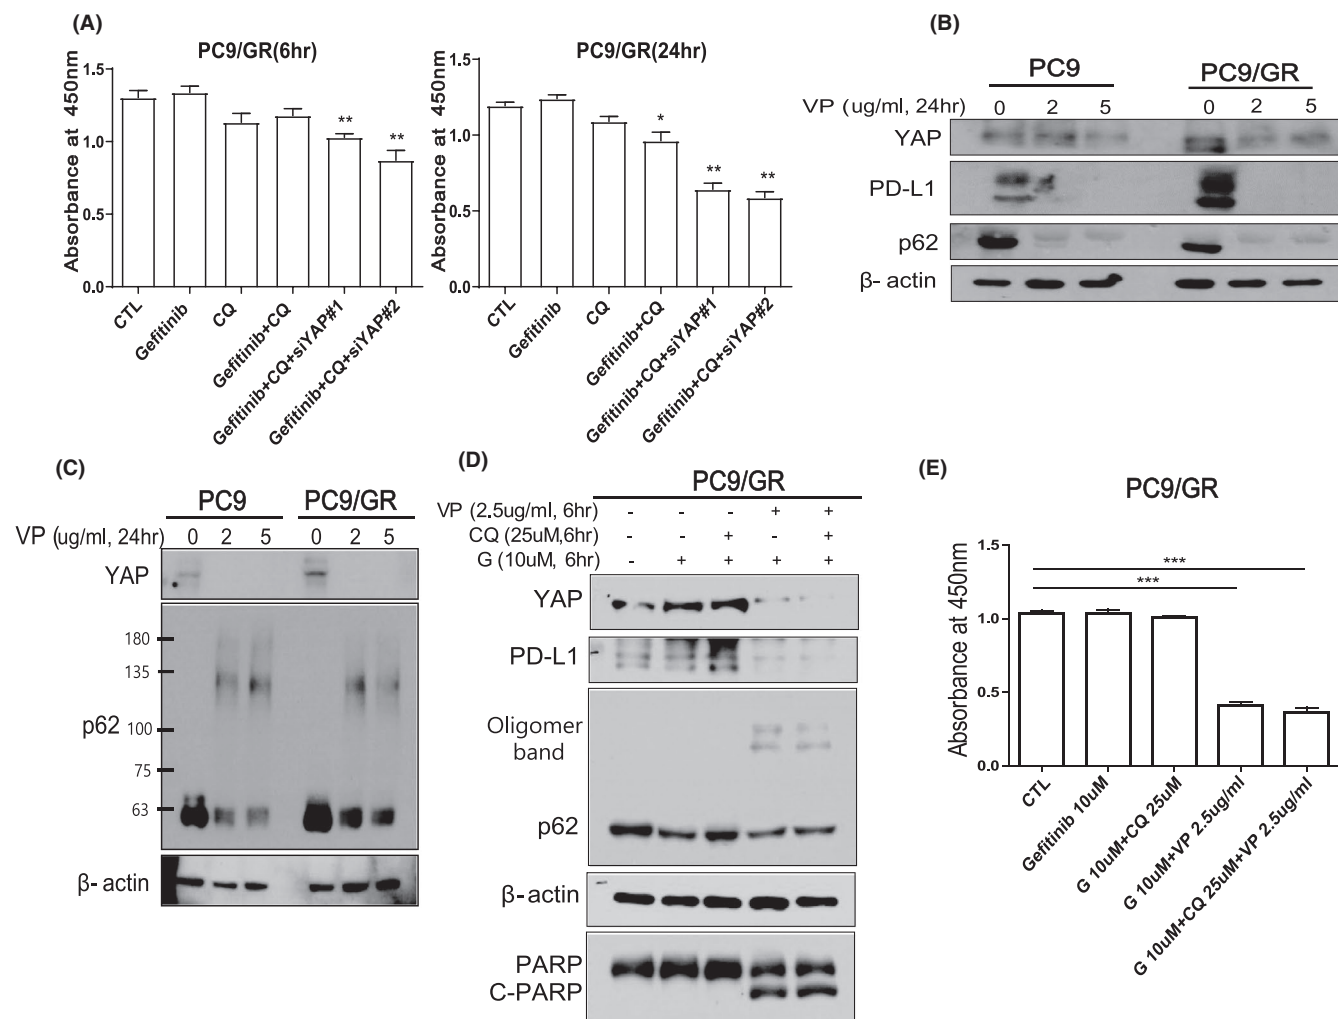 (A)
PC9/GR(6hr)
Absorbance at 450nm
1.5
1.0
0.5
0.0
**
**
CTL
Gefitinib
CQ
Gefitinib+CQ
Gefitinib+CQ+siYAP#1
Gefitinib+CQ+siYAP#2
PC9/GR(24hr)
Absorbance at 450nm
1.5
1.0
0.5
0.0
*
**
**
CTL
Gefitinib
CQ
Gefitinib+CQ
Gefitinib+CQ+siYAP#1
Gefitinib+CQ+siYAP#2
(B)
PC9 PC9/GR
VP (ug/ml, 24hr) 0 2 5 0 2 5
YAP
PD-L1
p62
β- actin
(C)
PC9 PC9/GR
VP (ug/ml, 24hr) 0 2 5 0 2 5
YAP
180
135
p62
100
75
63
β- actin
(D)
PC9/GR
VP (2.5ug/ml, 6hr) - - - + +
CQ (25uM,6hr) - - + - +
G (10uM, 6hr) - + + + +
YAP
PD-L1
Oligomer
band
p62
β- actin
PARP
C-PARP
(E)
PC9/GR
Absorbance at 450nm
1.5
1.0
0.5
0.0
***
***
CTL
Gefitinib 10uM
G 10uM+CQ 25uM
G 10uM+VP 2.5ug/ml
G 10uM+CQ 25uM+VP 2.5ug/ml